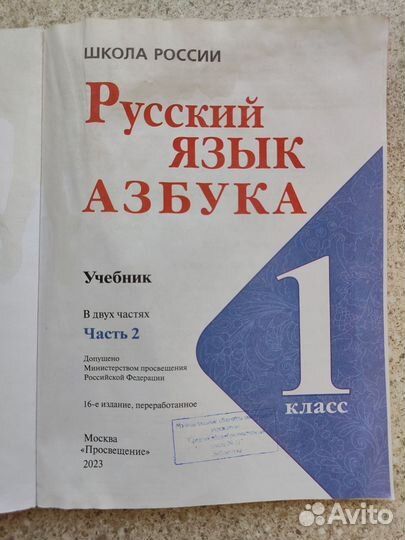 ШКОЛА РОССИИ
Русский
ЯЗЫК
АЗБУКА
Учебник
В двух частях
Часть 2
Допущено
Министерством просвещения
Российской Федерации
16-е издание, переработанное
Москва
«Просвещение»
2023
1
КЛАСС
Avito